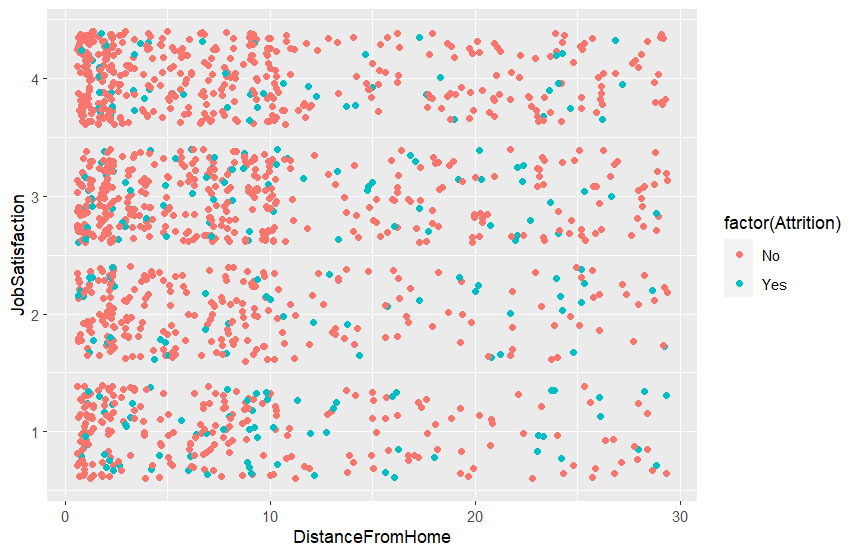 4
3
2
1
JobSatisfaction
0 10 20 30
DistanceFromHome
factor(Attrition)
No
Yes